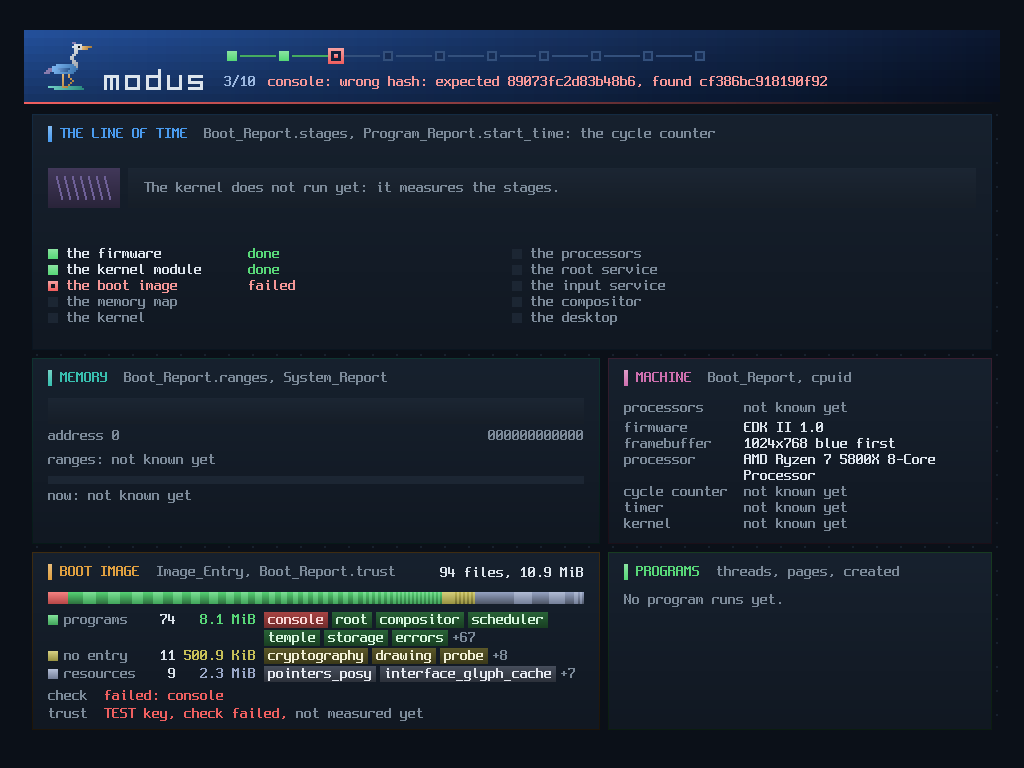 modus
3/10 console: wrong hash: expected 89073fc2d83b48b6, found cf386bc918190f92
THE LINE OF TIME Boot_Report.stages, Program_Report.start_time: the cycle counter
The kernel does not run yet: it measures the stages.
the firmware done
the kernel module done
the boot image failed
the memory map
the kernel
the processors
the root service
the input service
the compositor
the desktop
MEMORY Boot_Report.ranges, System_Report
address 0 000000000000
ranges: not known yet
now: not known yet
MACHINE Boot_Report, cpuid
processors not known yet
firmware EDK II 1.0
framebuffer 1024x768 blue first
processor AMD Ryzen 7 5800X 8-Core
Processor
cycle counter not known yet
timer not known yet
kernel not known yet
BOOT IMAGE Image_Entry, Boot_Report.trust 94 files, 10.9 MiB
programs 74 8.1 MiB console root compositor scheduler
temple storage errors +67
no entry 11 500.9 KiB cryptography drawing probe +8
resources 9 2.3 MiB pointers_posy interface_glyph_cache +7
check failed: console
trust TEST key, check failed, not measured yet
PROGRAMS threads, pages, created
No program runs yet.